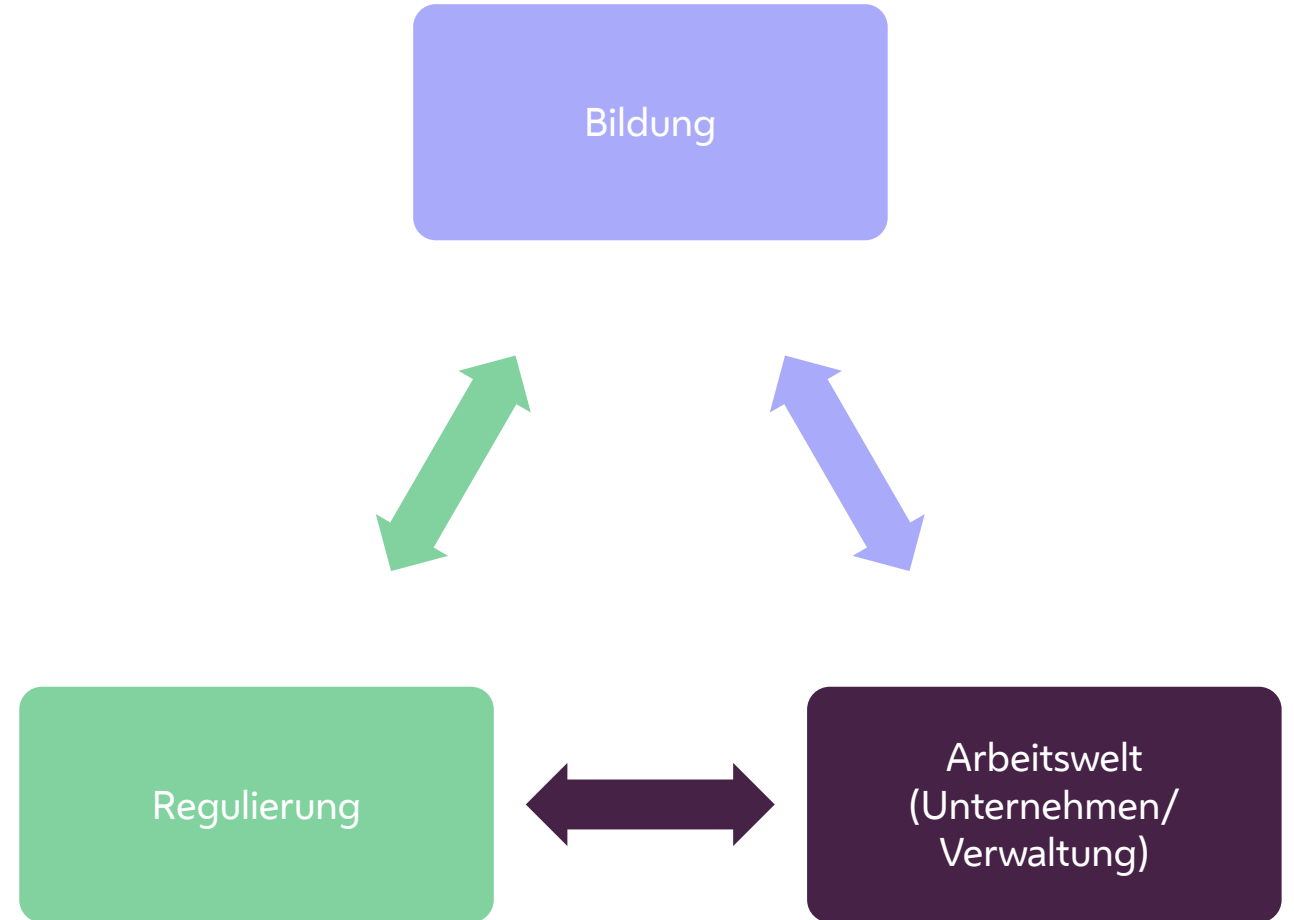 Bildung
Regulierung
Arbeitswelt
(Unternehmen/
Verwaltung)